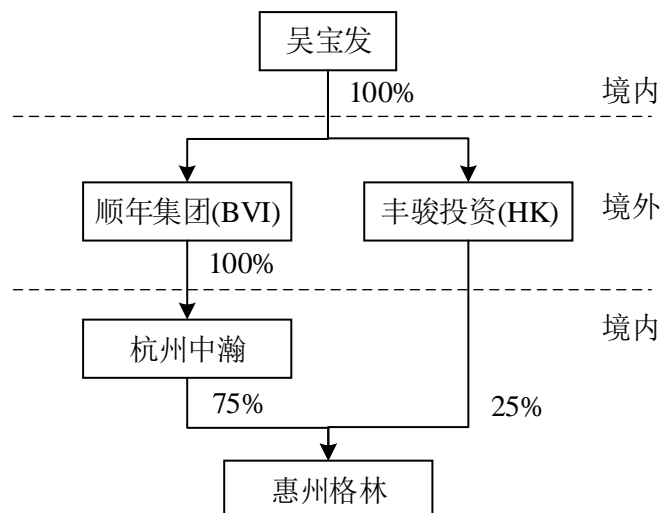 吴宝发
100%
境内
顺年集团(BVI)
丰骏投资(HK)
境外
100%
杭州中瀚
境内
75%
25%
惠州格林